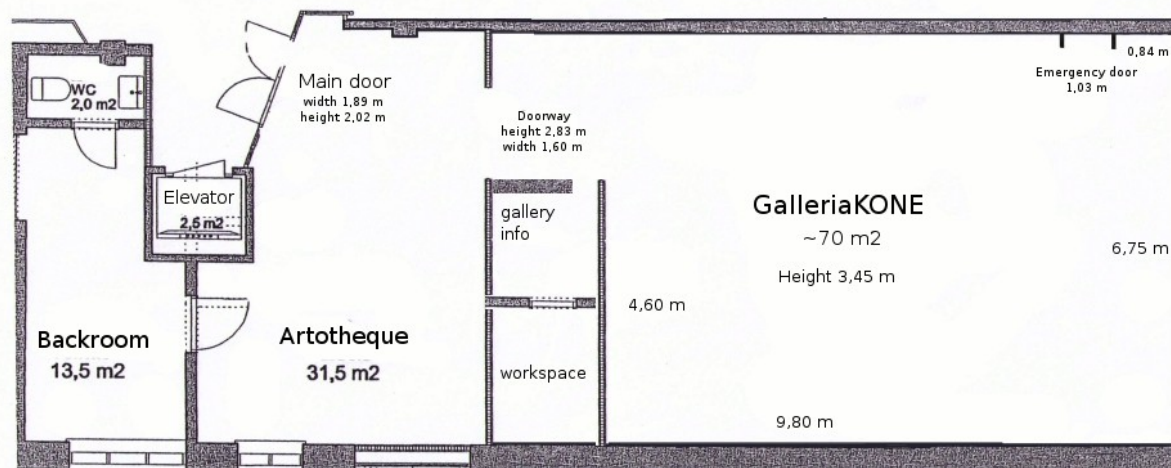 WC
2,0 m2
Main door
width 1,89 m
height 2,02 m
Elevator
2,5 m2
Backroom
13,5 m2
Artotheque
31,5 m2
Doorway
height 2,83 m
width 1,60 m
gallery
info
workspace
4,60 m
GalleriaKONE
~70 m2
Height 3,45 m
9,80 m
0,84 m
Emergency door
1,03 m
6,75 m